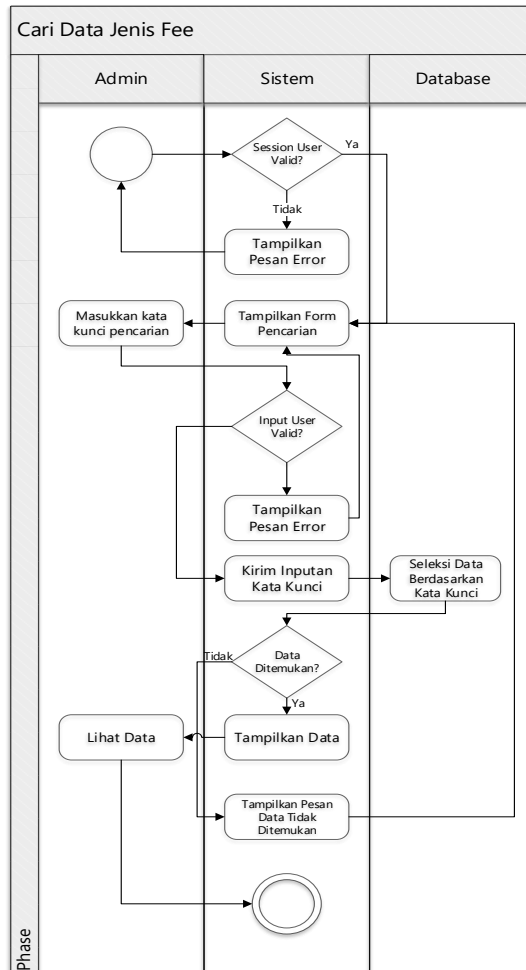 Cari Data Jenis Fee
Admin
Sistem
Database
Session User
Valid?
Ya
Tidak
Tampilkan
Pesan Error
Masukkan kata
kunci pencarian
Tampilkan Form
Pencarian
Input User
Valid?
Tampilkan
Pesan Error
Kirim Inputan
Kata Kunci
Seleksi Data
Berdasarkan
Kata Kunci
Data
Ditemukan?
Tidak
Ya
Lihat Data
Tampilkan Data
Tampilkan Pesan
Data Tidak
Ditemukan
Phase